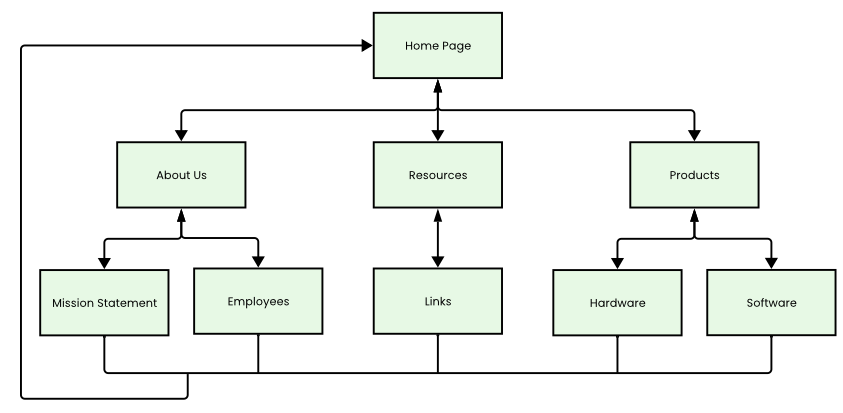 Home Page
About Us
Resources
Products
Mission Statement
Employees
Links
Hardware
Software